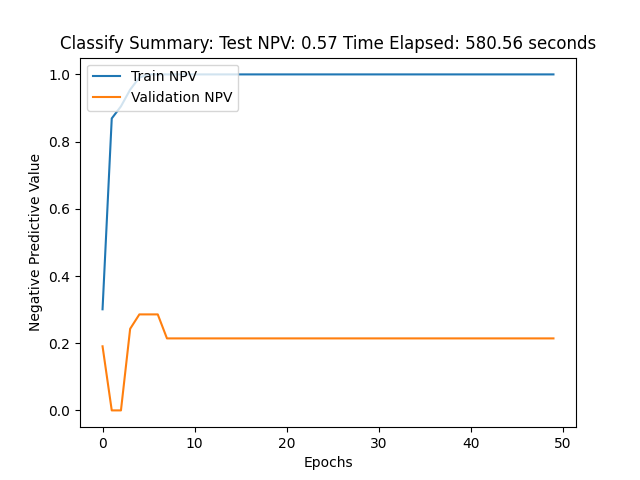 Classify Summary: Test NPV: 0.57 Time Elapsed: 580.56 seconds
Train NPV
Validation NPV
Negative Predictive Value
1.0
0.8
0.6
0.4
0.2
0.0
0 10 20 30 40 50
Epochs